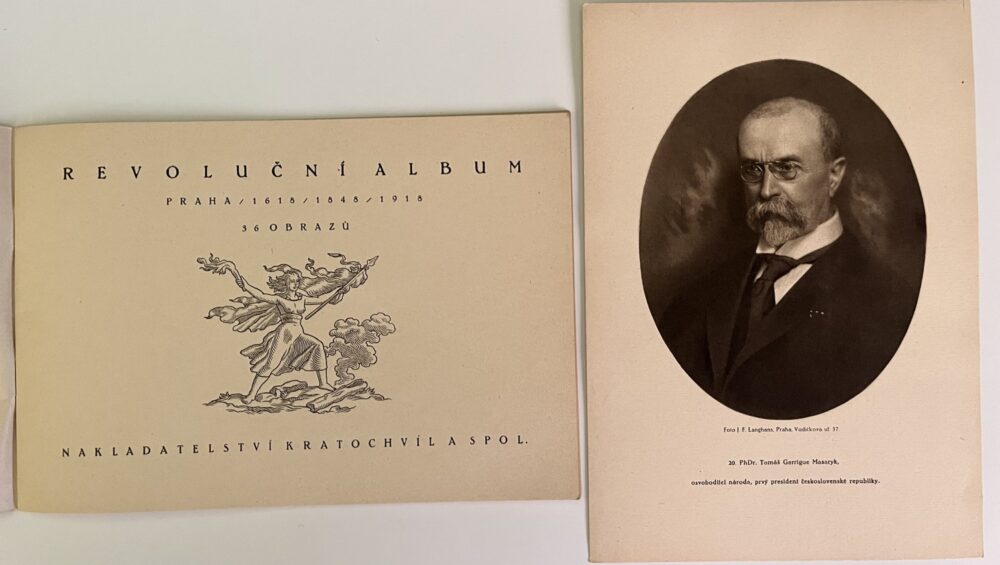 REVOLUČNÍ ALBUM
PRAHA/1618/1848/1918
36 OBRAZŮ
NAKLADATELSTVÍ KRATOCHVÍL A SPOL.
Foto J. F. Langhans, Praha, Vodičkova ul. 37.
20. PhDr. Tomáš Garrigue Masaryk,
osvoboditel národa, prvý president československé republiky.